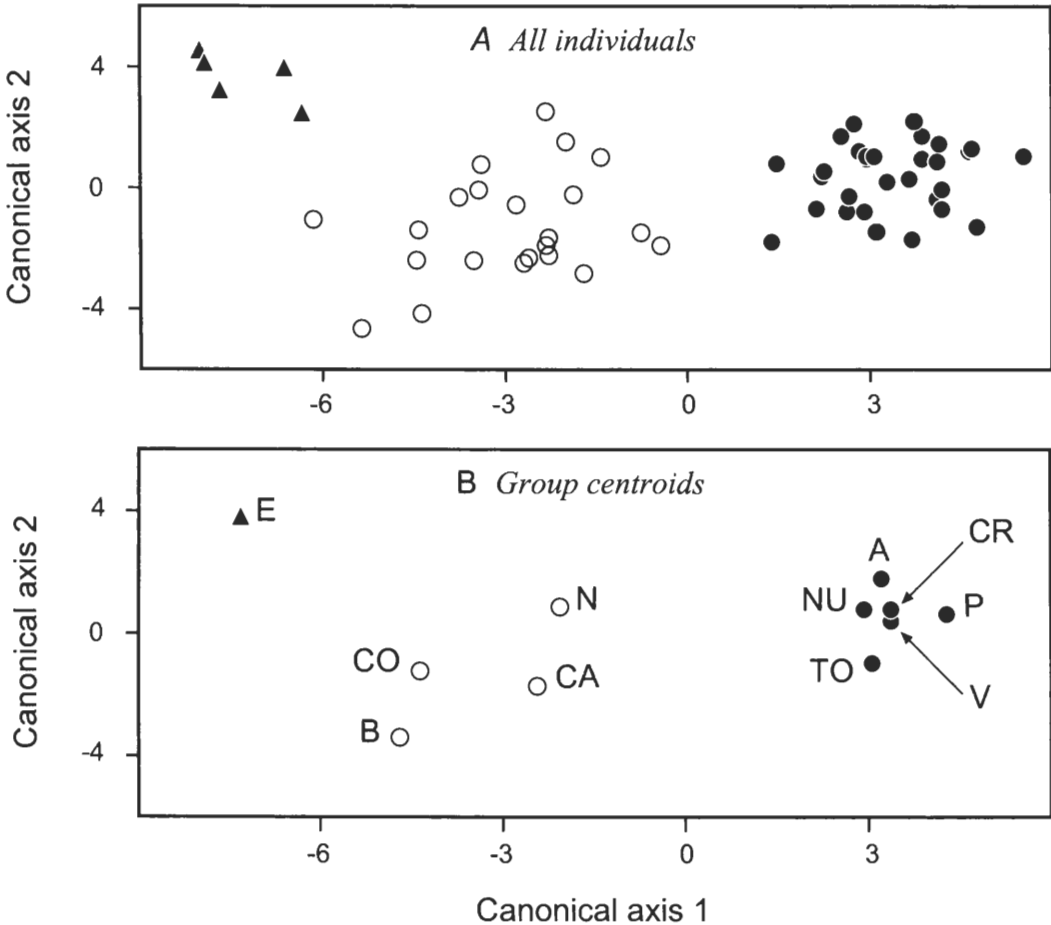 A All individuals
Canonical axis 2
4
0
-4
-6
-3
0
3
B Group centroids
Canonical axis 2
4
0
-4
E
N
CO
CA
B
A
CR
NU
P
TO
V
-6
-3
0
3
Canonical axis 1